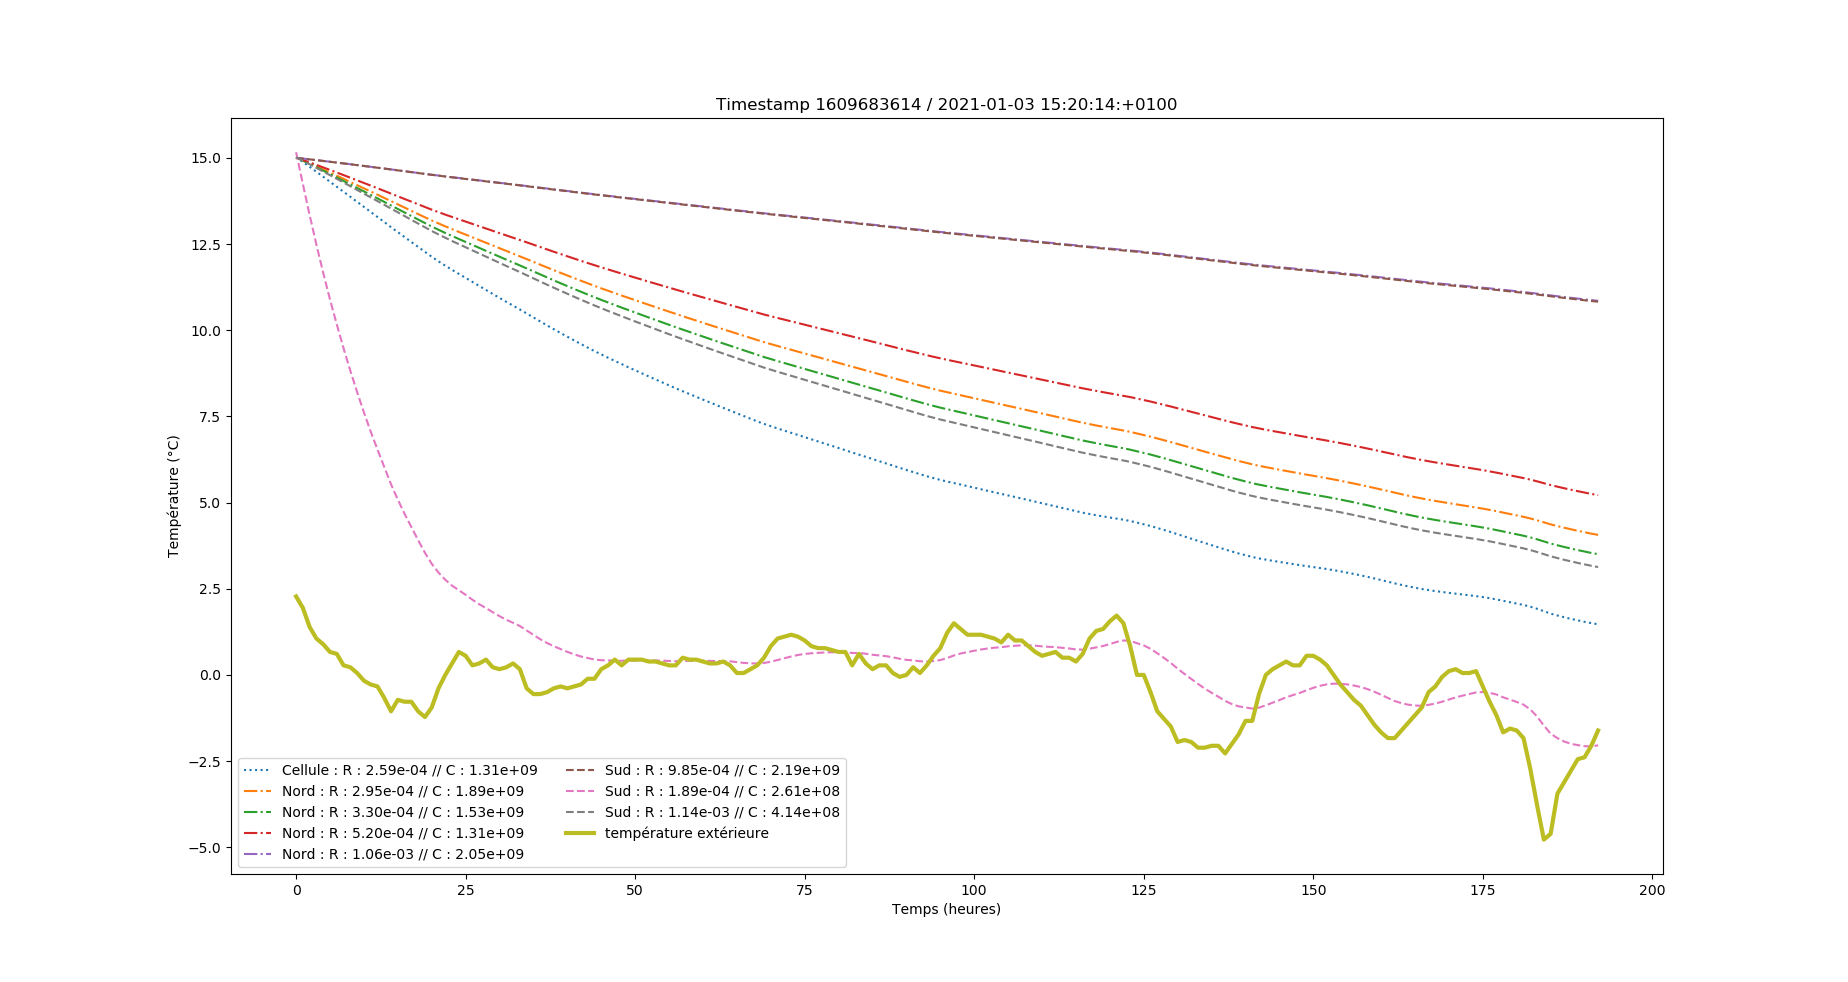 Timestamp 1609683614 / 2021-01-03 15:20:14:+0100
Température (°C)
15.0
12.5
10.0
7.5
5.0
2.5
0.0
−2.5
−5.0
Cellule : R : 2.59e-04 // C : 1.31e+09
Nord : R : 2.95e-04 // C : 1.89e+09
Nord : R : 3.30e-04 // C : 1.53e+09
Nord : R : 5.20e-04 // C : 1.31e+09
Nord : R : 1.06e-03 // C : 2.05e+09
Sud : R : 9.85e-04 // C : 2.19e+09
Sud : R : 1.89e-04 // C : 2.61e+08
Sud : R : 1.14e-03 // C : 4.14e+08
température extérieure
0 25 50 75 100 125 150 175 200
Temps (heures)